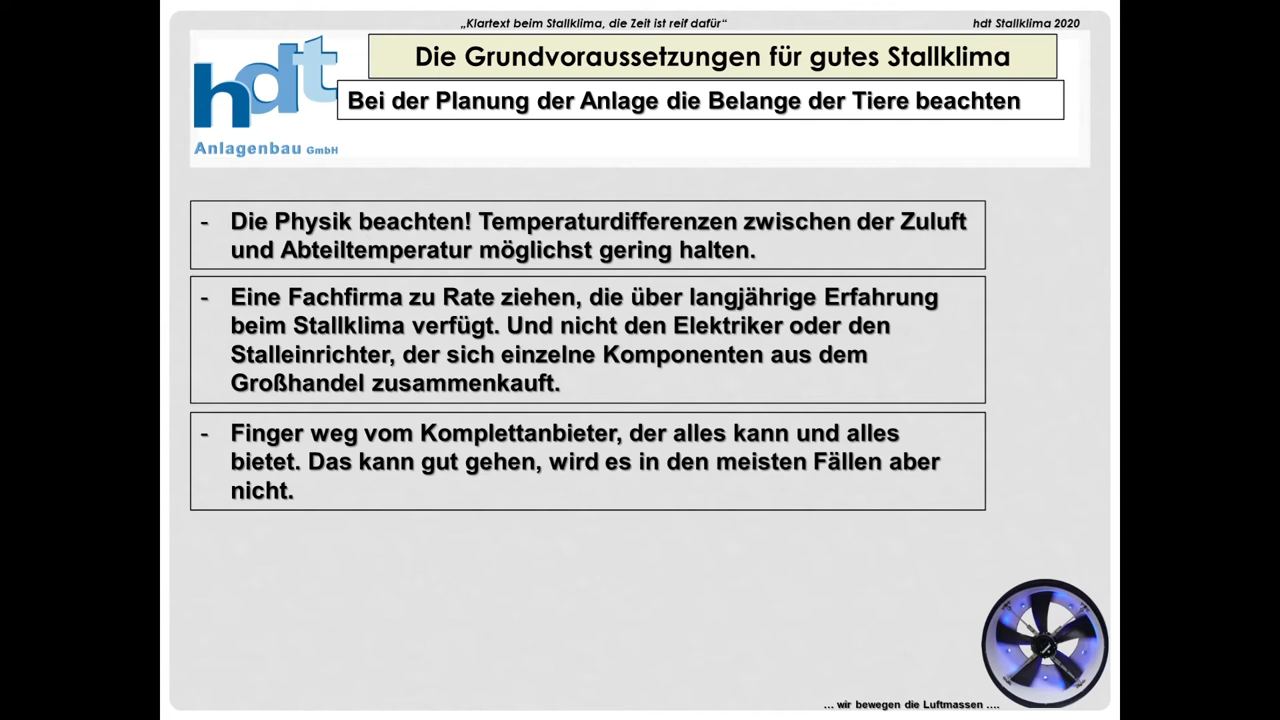 „Klartext beim Stallklima, die Zeit ist reif dafür“
hdt Stallklima 2020
hdt
Anlagenbau GmbH
Die Grundvoraussetzungen für gutes Stallklima
Bei der Planung der Anlage die Belange der Tiere beachten
- Die Physik beachten! Temperaturdifferenzen zwischen der Zuluft
und Abteiltemperatur möglichst gering halten.
- Eine Fachfirma zu Rate ziehen, die über langjährige Erfahrung
beim Stallklima verfügt. Und nicht den Elektriker oder den
Stalleinrichter, der sich einzelne Komponenten aus dem
Großhandel zusammenkauft.
- Finger weg vom Komplettanbieter, der alles kann und alles
bietet. Das kann gut gehen, wird es in den meisten Fällen aber
nicht.
... wir bewegen die Luftmassen ....